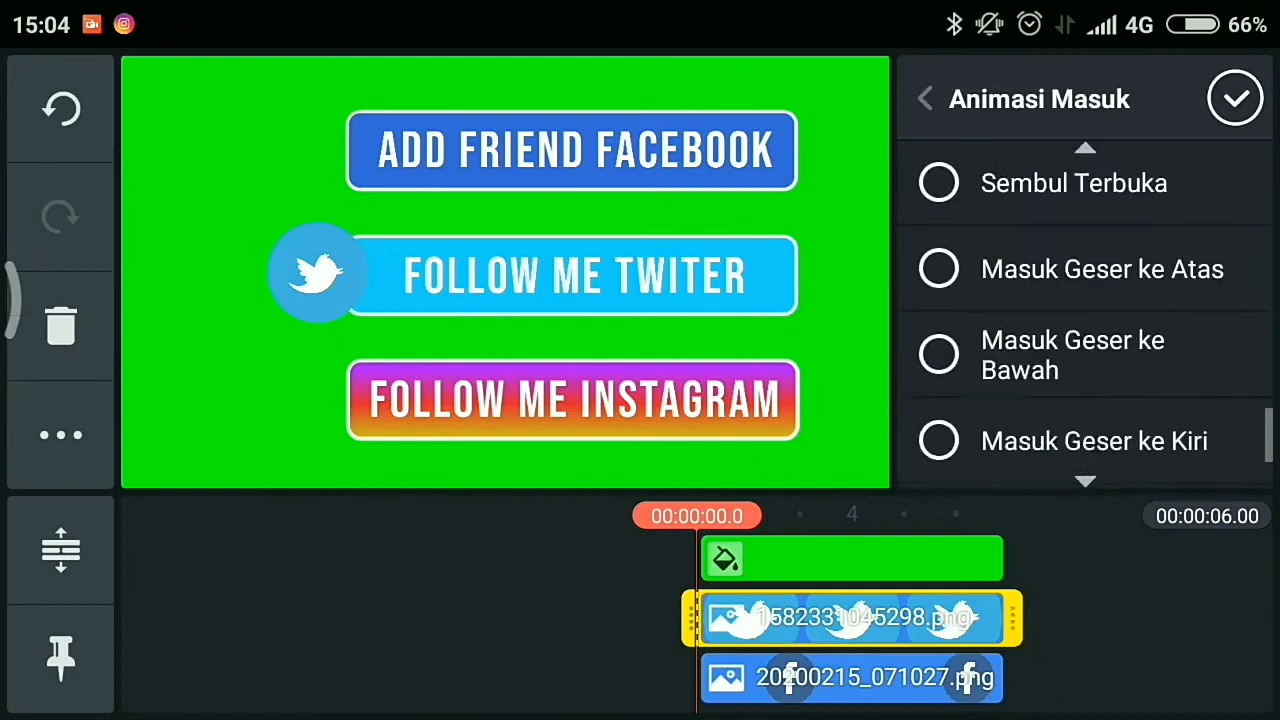 15:04
4G
66%
Animasi Masuk
Sembul Terbuka
Masuk Geser ke Atas
Masuk Geser ke
Bawah
Masuk Geser ke Kiri
ADD FRIEND FACEBOOK
FOLLOW ME TWITER
FOLLOW ME INSTAGRAM
00:00:00.0
4
00:00:06.00
1582331045298.png
20200215_071027.png